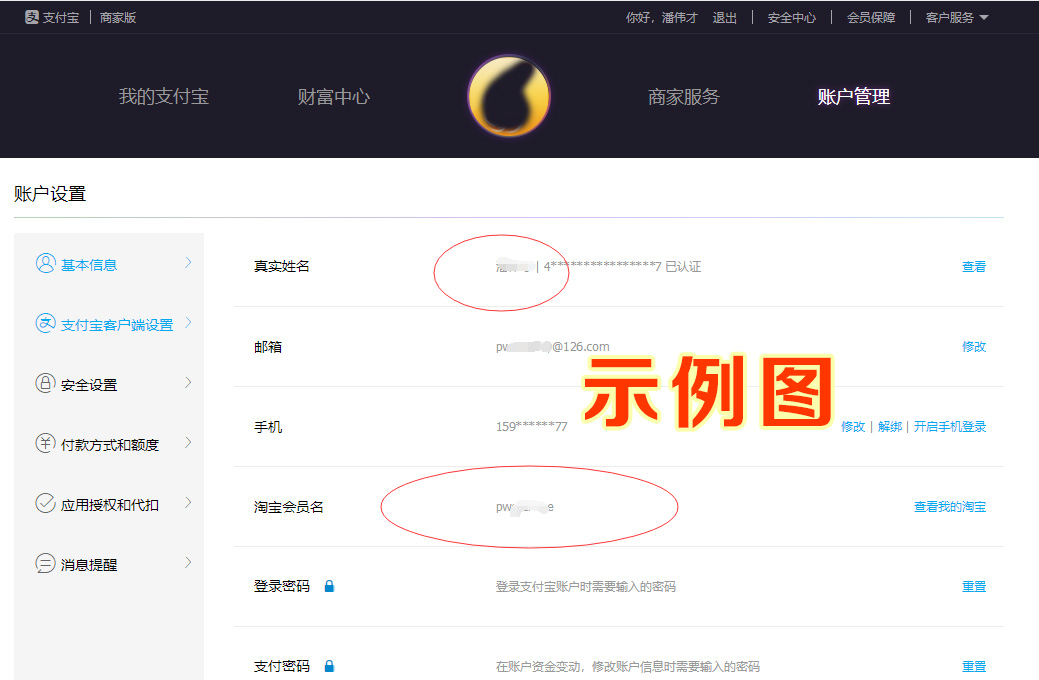 支付宝 | 商家版 你好，潘伟才 退出 | 安全中心 | 会员保障 | 客户服务
我的支付宝 财富中心 商家服务 账户管理
账户设置
基本信息
支付宝客户端设置
安全设置
付款方式和额度
应用授权和代扣
消息提醒
真实姓名 | 4****************7 已认证 查看
邮箱 @126.com 修改
示例图
手机 159******77 修改 | 解绑 | 开启手机登录
淘宝会员名 查看我的淘宝
登录密码 登录支付宝账户时需要输入的密码 重置
支付密码 在账户资金变动，修改账户信息时需要输入的密码 重置